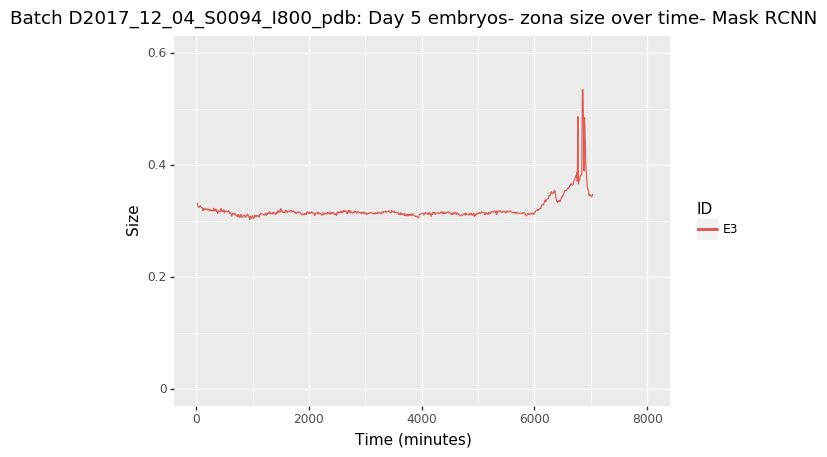 Batch D2017_12_04_S0094_I800_pdb: Day 5 embryos- zona size over time- Mask RCNN
0.6
0.4
0.2
0
Size
0
2000
4000
6000
8000
Time (minutes)
ID
E3